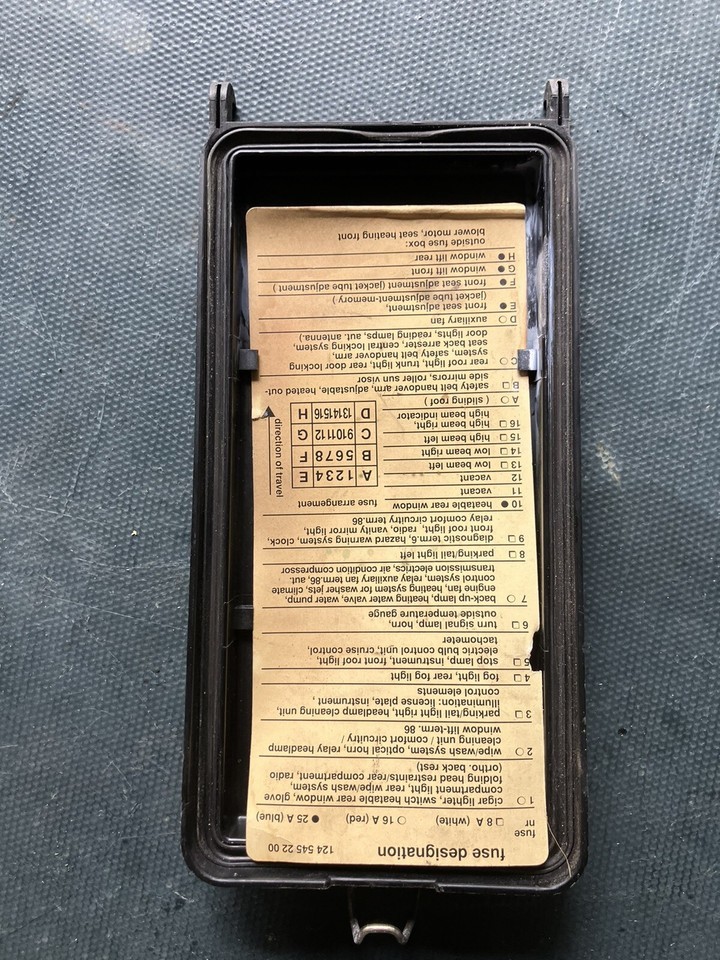 fuse designation 124 545 22 00
fuse
nr ❑ 8 A (white) ○ 16 A (red) ● 25 A (blue)
1 ○ cigar lighter, switch heatable rear window, glove
compartment light, rear wipe/wash system,
folding head restraints/rear compartment, radio
(ortho. back rest)
2 ○ wipe/wash system, optical horn, relay headlamp
cleaning unit / comfort circuitry /
window lift-term. 86
3 ❑ parking/tail light right, headlamp cleaning unit,
illumination: license plate, instrument,
control elements
4 ❑ fog light, rear fog light
5 ❑ stop lamp, instrument, front roof light,
electric bulb control unit, cruise control,
tachometer
6 ❑ turn signal lamp, horn,
outside temperature gauge
7 ○ back-up lamp, heating water valve, water pump,
engine fan, heating system for washer jets, climate
control system, relay auxiliary fan term.86, aut.
transmission electrics, air condition compressor
8 ❑ parking/tail light left
9 ❑ diagnostic term.6, hazard warning system, clock,
front roof light, radio, vanity mirror light,
relay comfort circuitry term.86
10 ● heatable rear window
11 vacant
12 vacant
13 ❑ low beam left
14 ❑ low beam right
15 ❑ high beam left
16 ❑ high beam right,
high beam indicator
fuse arrangement
A 1 2 3 4 E
B 5 6 7 8 F
C 9 10 11 12 G
D 13 14 15 16 H
direction of travel
A ○ ( sliding roof )
B ❑ safety belt handover arm, adjustable, heated out-
side mirrors, roller sun visor
C ○ rear roof light, trunk light, rear door locking
system, safety belt handover arm,
seat back arrester, central locking system,
door lights, reading lamps, aut. antenna.)
D ○ auxiliary fan
E ● front seat adjustment,
(jacket tube adjustment-memory )
F ● front seat adjustment (jacket tube adjustment )
G ● window lift front
H ● window lift rear
outside fuse box:
blower motor, seat heating front